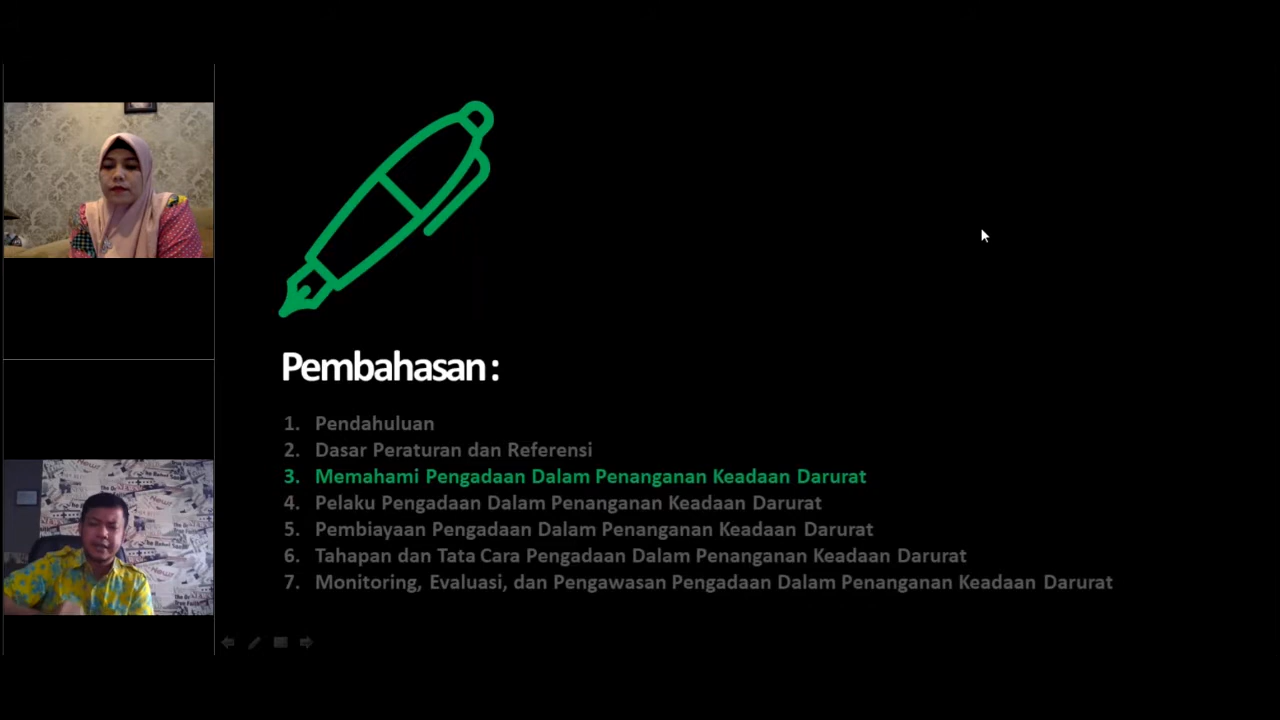 Pembahasan :
1. Pendahuluan
2. Dasar Peraturan dan Referensi
3. Memahami Pengadaan Dalam Penanganan Keadaan Darurat
4. Pelaku Pengadaan Dalam Penanganan Keadaan Darurat
5. Pembiayaan Pengadaan Dalam Penanganan Keadaan Darurat
6. Tahapan dan Tata Cara Pengadaan Dalam Penanganan Keadaan Darurat
7. Monitoring, Evaluasi, dan Pengawasan Pengadaan Dalam Penanganan Keadaan Darurat